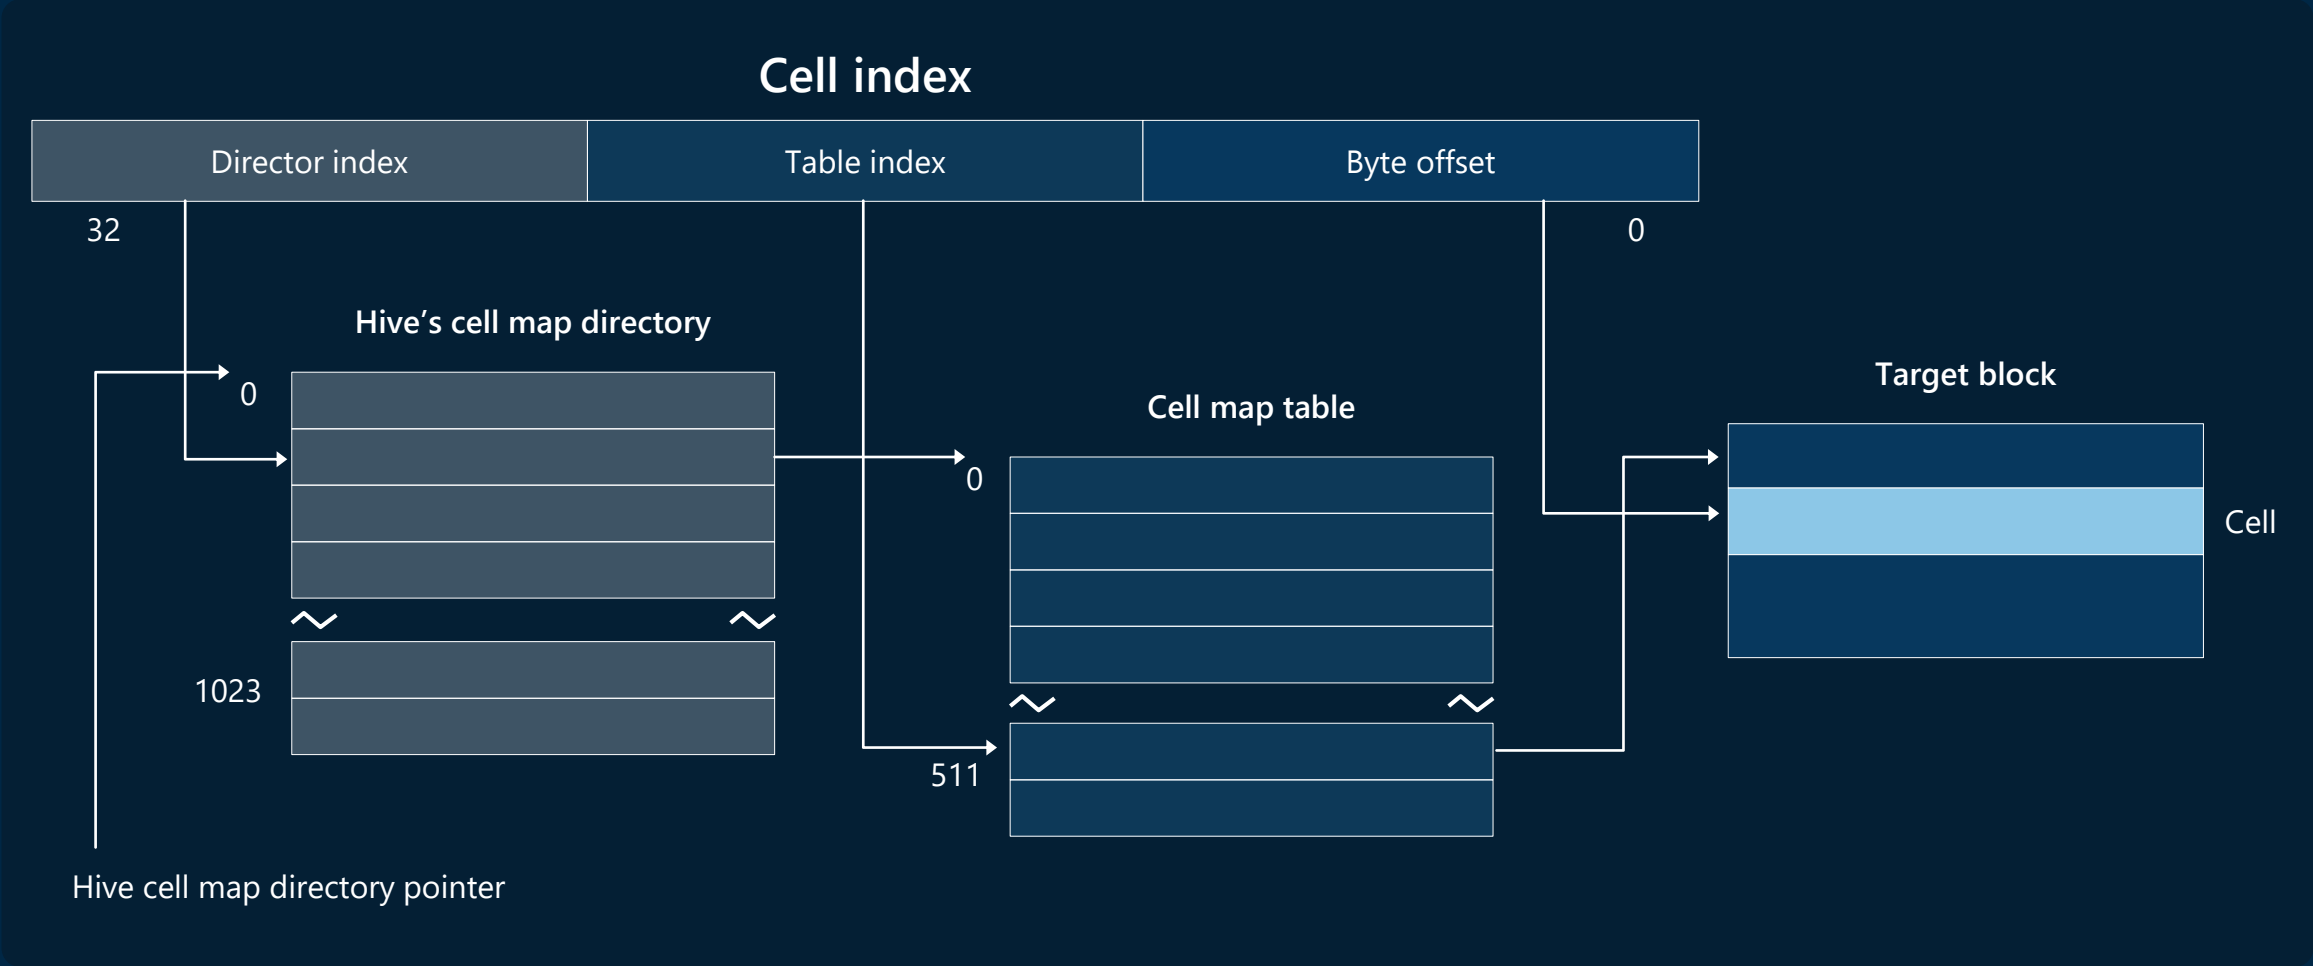 Cell index
Director index
Table index
Byte offset
32
0
Hive’s cell map directory
0
1023
Hive cell map directory pointer
Cell map table
0
511
Target block
Cell